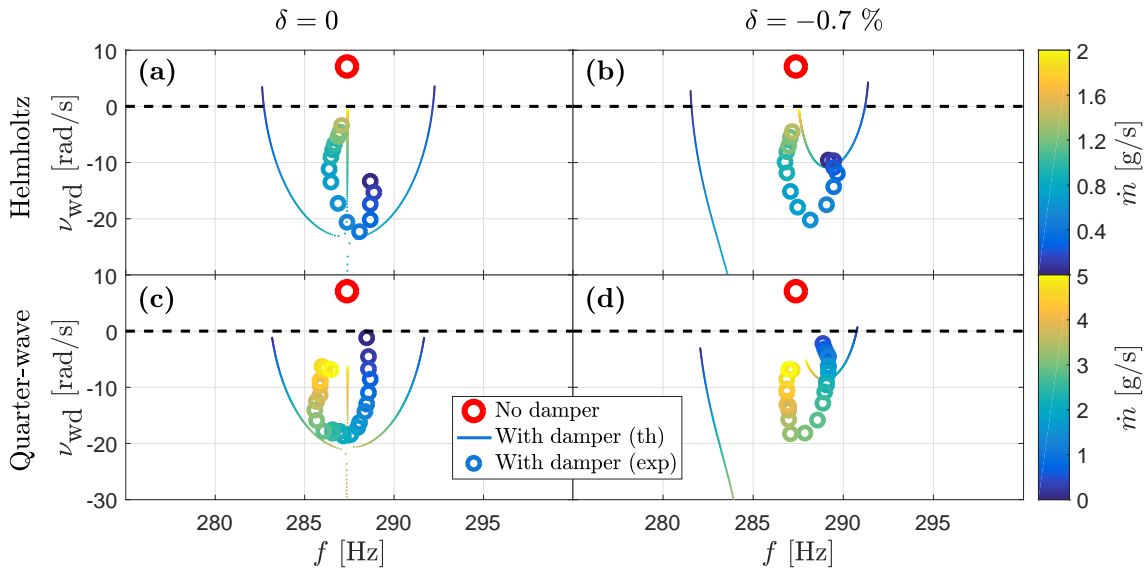 δ = 0
δ = −0.7 %
(a)
(b)
10
0
-10
-20
Helmholtz
ν_wd [rad/s]
2
1.6
1.2
0.8
0.4
ṁ [g/s]
(c)
(d)
10
0
-10
-20
-30
Quarter-wave
ν_wd [rad/s]
No damper
With damper (th)
With damper (exp)
5
4
3
2
1
0
ṁ [g/s]
280 285 290 295
280 285 290 295
f [Hz]
f [Hz]